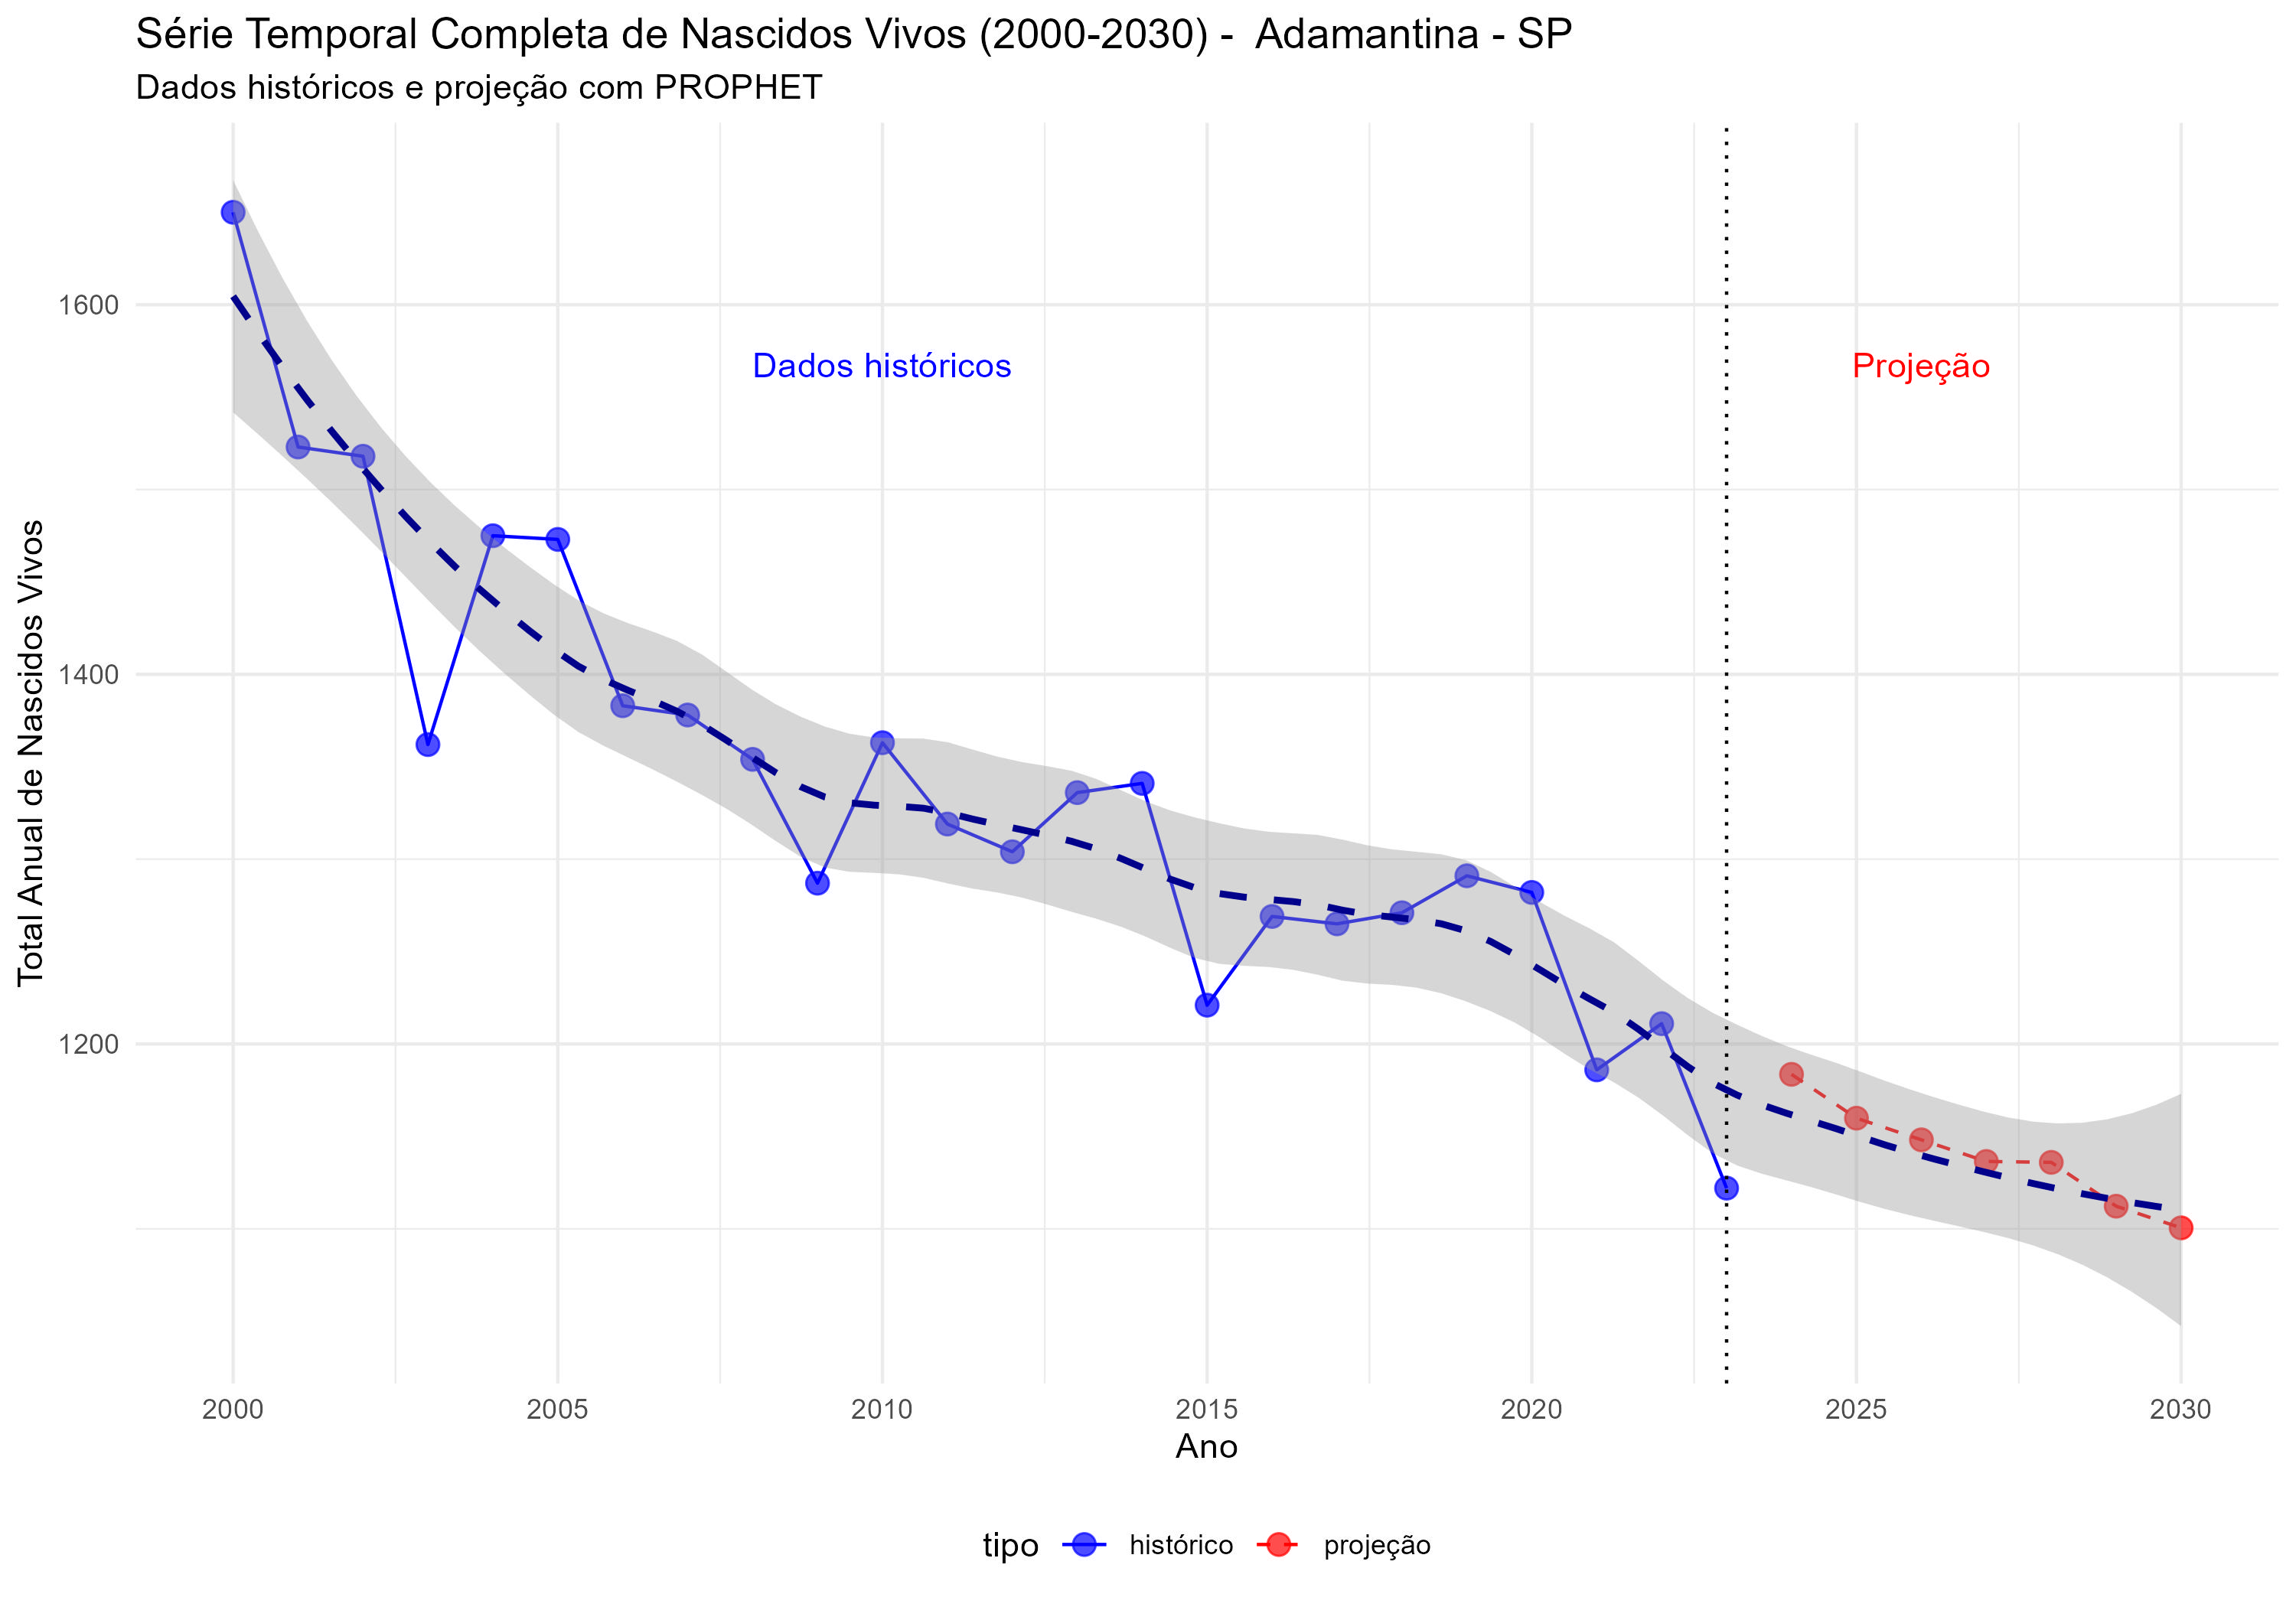 Série Temporal Completa de Nascidos Vivos (2000-2030) -  Adamantina - SP
Dados históricos e projeção com PROPHET
Total Anual de Nascidos Vivos
1600
1400
1200
Dados históricos
Projeção
2000
2005
2010
2015
2020
2025
2030
Ano
tipo
histórico
projeção